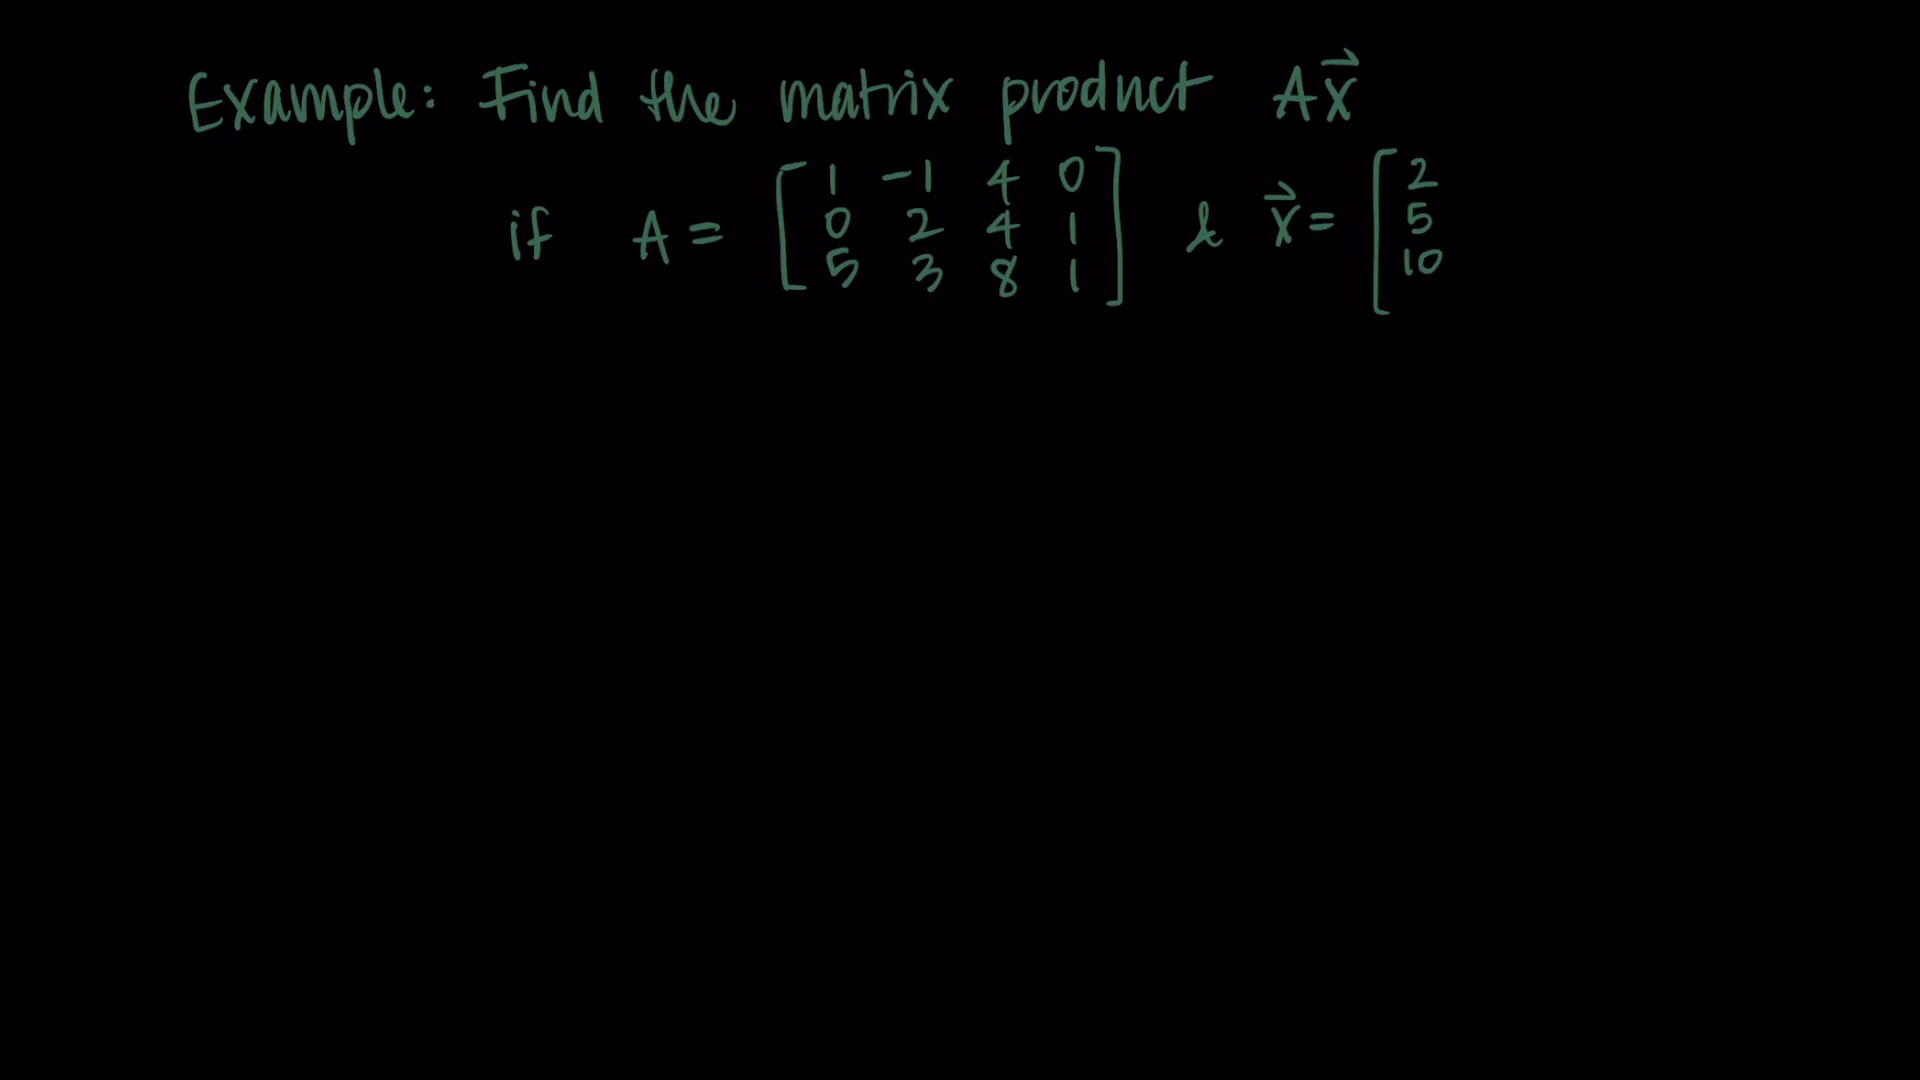 Example: Find the matrix product Ax⃗
if A = [1 -1 4 0
0 2 4 1
5 3 8 1] & x⃗ = [2
5
10